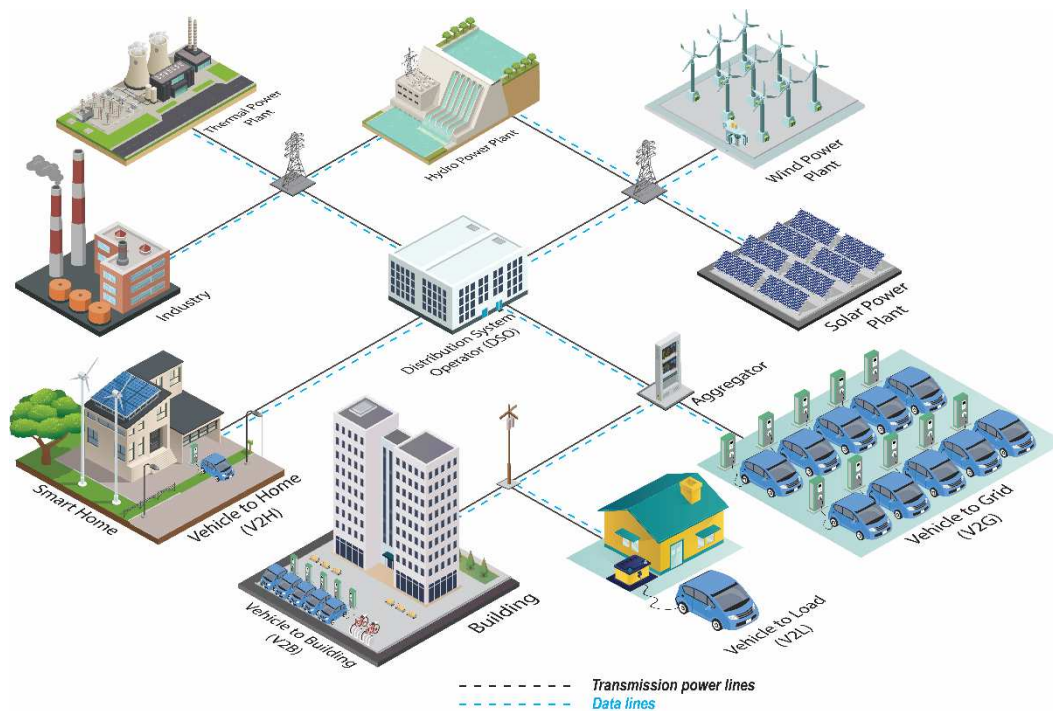 Thermal Power
Plant
Hydro Power Plant
Wind Power
Plant
Industry
Distribution System
Operator (DSO)
Solar Power
Plant
Aggregator
Smart Home
Vehicle to Home
(V2H)
Vehicle to Building
(V2B)
Building
Vehicle to Load
(V2L)
Vehicle to Grid
(V2G)
Transmission power lines
Data lines